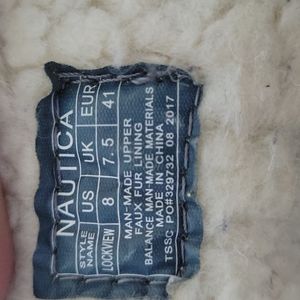 NAUTICA
STYLE NAME US UK EUR
LOCKVIEW 8 7.5 41
MAN-MADE UPPER
FAUX FUR LINING
BALANCE MAN-MADE MATERIALS
MADE IN CHINA
TSSC PO#329732 08 2017